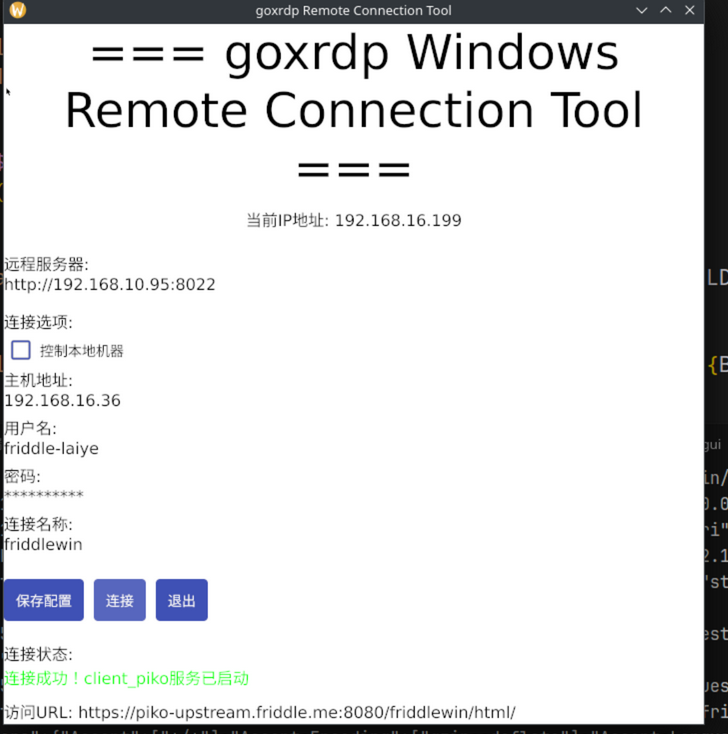 goxrdp Remote Connection Tool
=== goxrdp Windows
Remote Connection Tool
===
当前IP地址: 192.168.16.199
远程服务器:
http://192.168.10.95:8022
连接选项:
控制本地机器
主机地址:
192.168.16.36
用户名:
friddle-laiye
密码:
**********
连接名称:
friddlewin
保存配置 连接 退出
连接状态:
连接成功！client_piko服务已启动
访问URL: https://piko-upstream.friddle.me:8080/friddlewin/html/